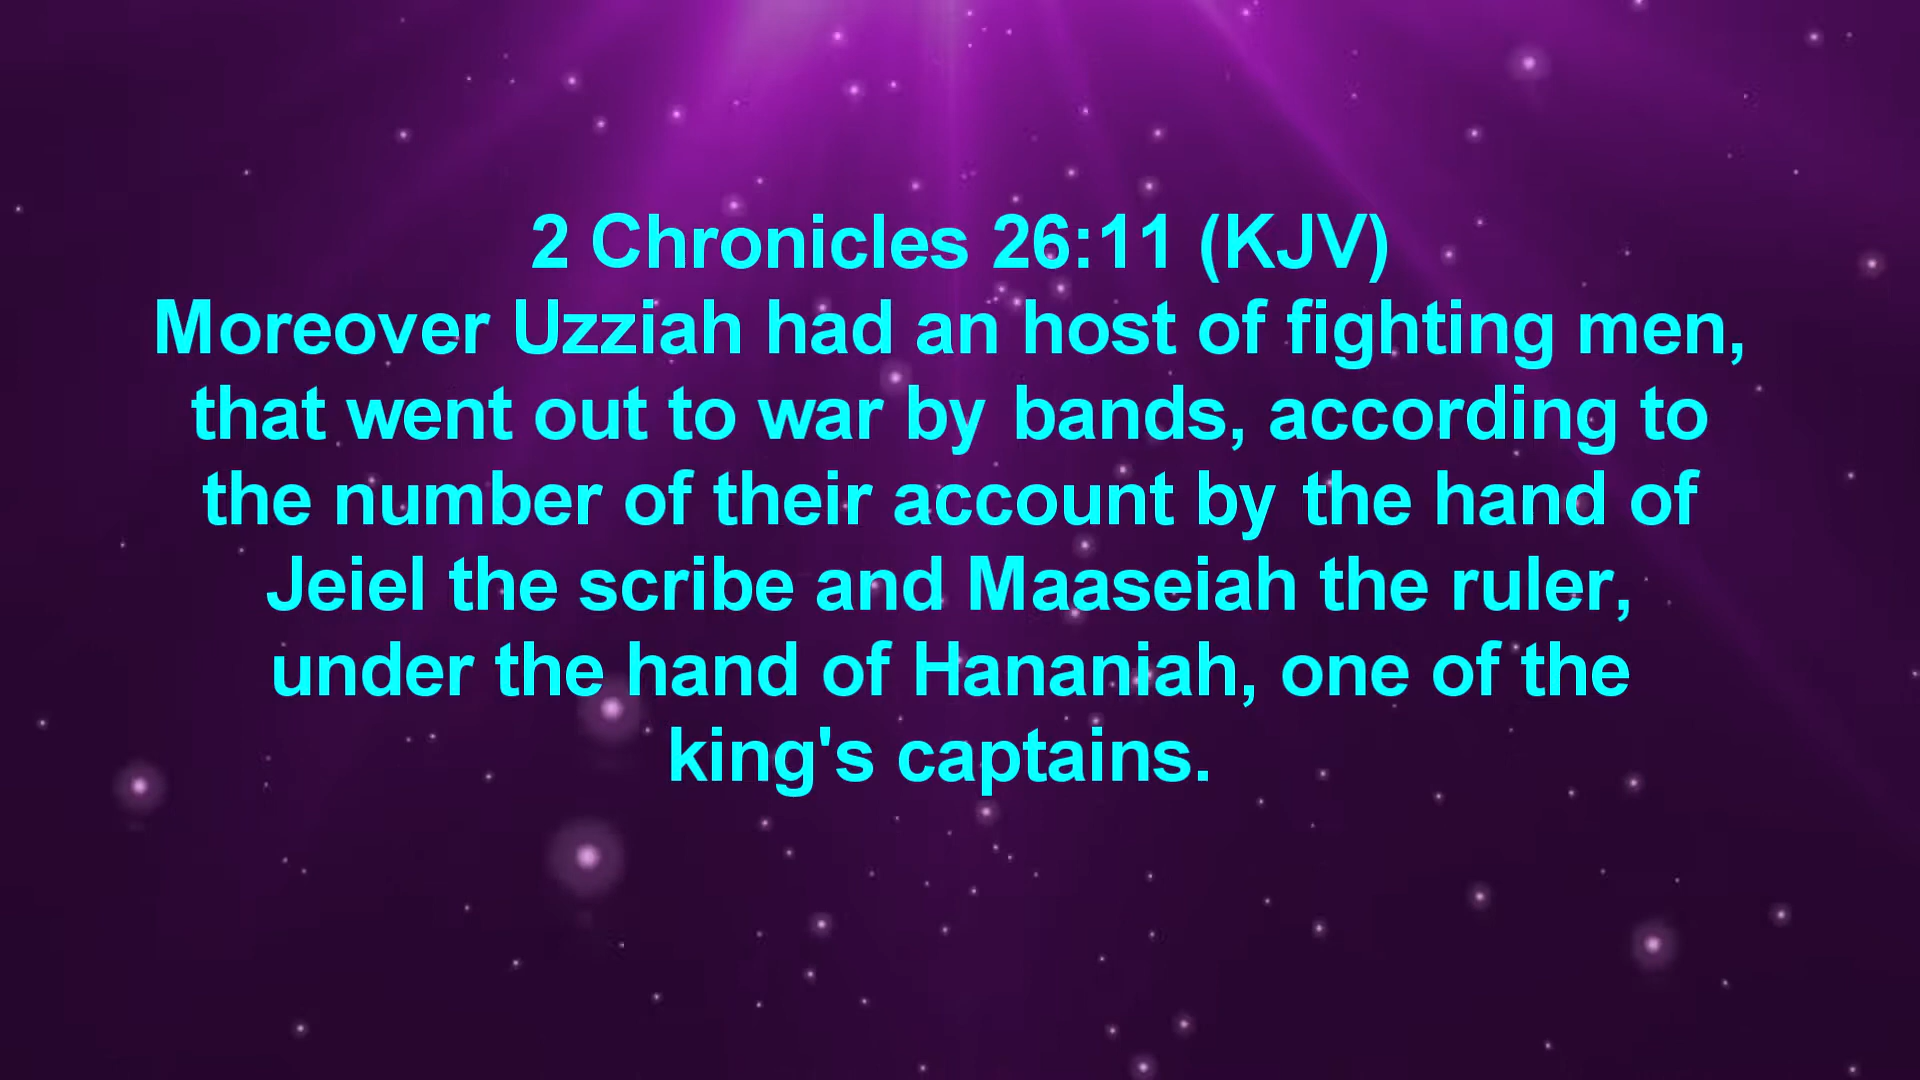 2 Chronicles 26:11 (KJV)
Moreover Uzziah had an host of fighting men,
that went out to war by bands, according to
the number of their account by the hand of
Jeiel the scribe and Maaseiah the ruler,
under the hand of Hananiah, one of the
king's captains.